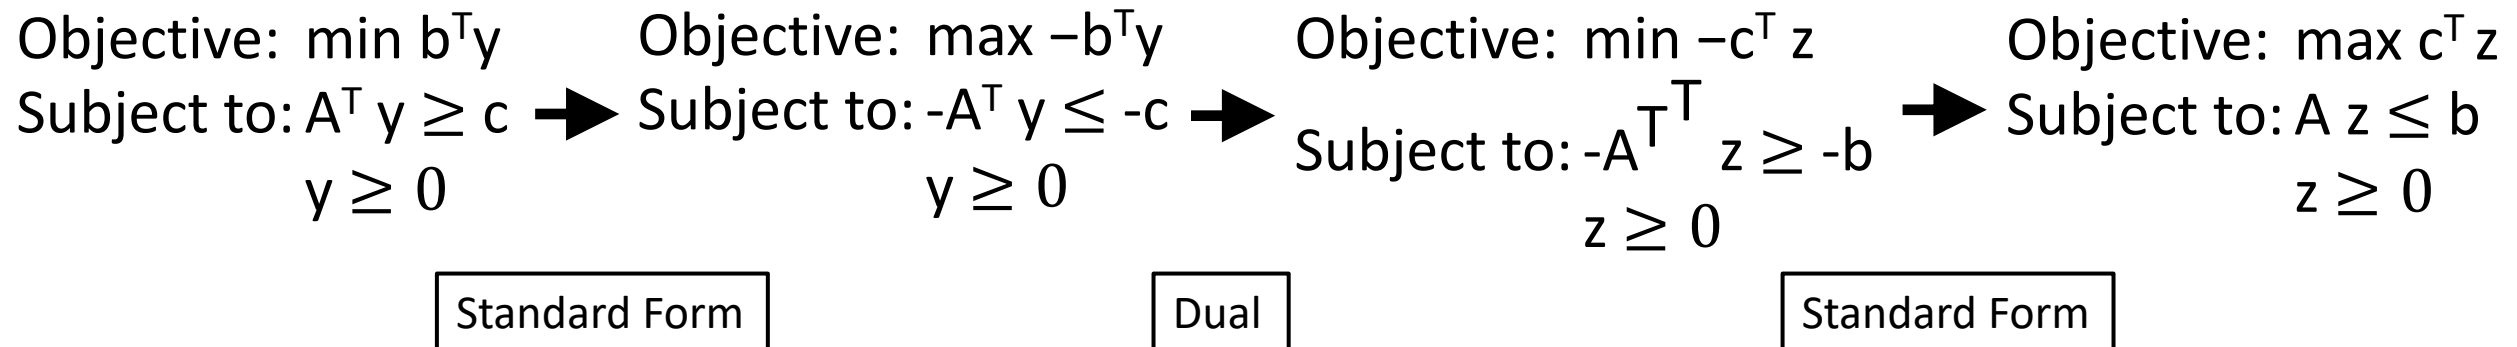 Objective: min bᵀy
Subject to: Aᵀ y ≥ c
y ≥ 0
Objective: max -bᵀy
Subject to: -Aᵀ y ≤ -c
y ≥ 0
Objective: min –cᵀ z
Subject to: -Aᵀᵀ z ≥ -b
z ≥ 0
Objective: max cᵀ z
Subject to: A z ≤ b
z ≥ 0
Standard Form
Dual
Standard Form